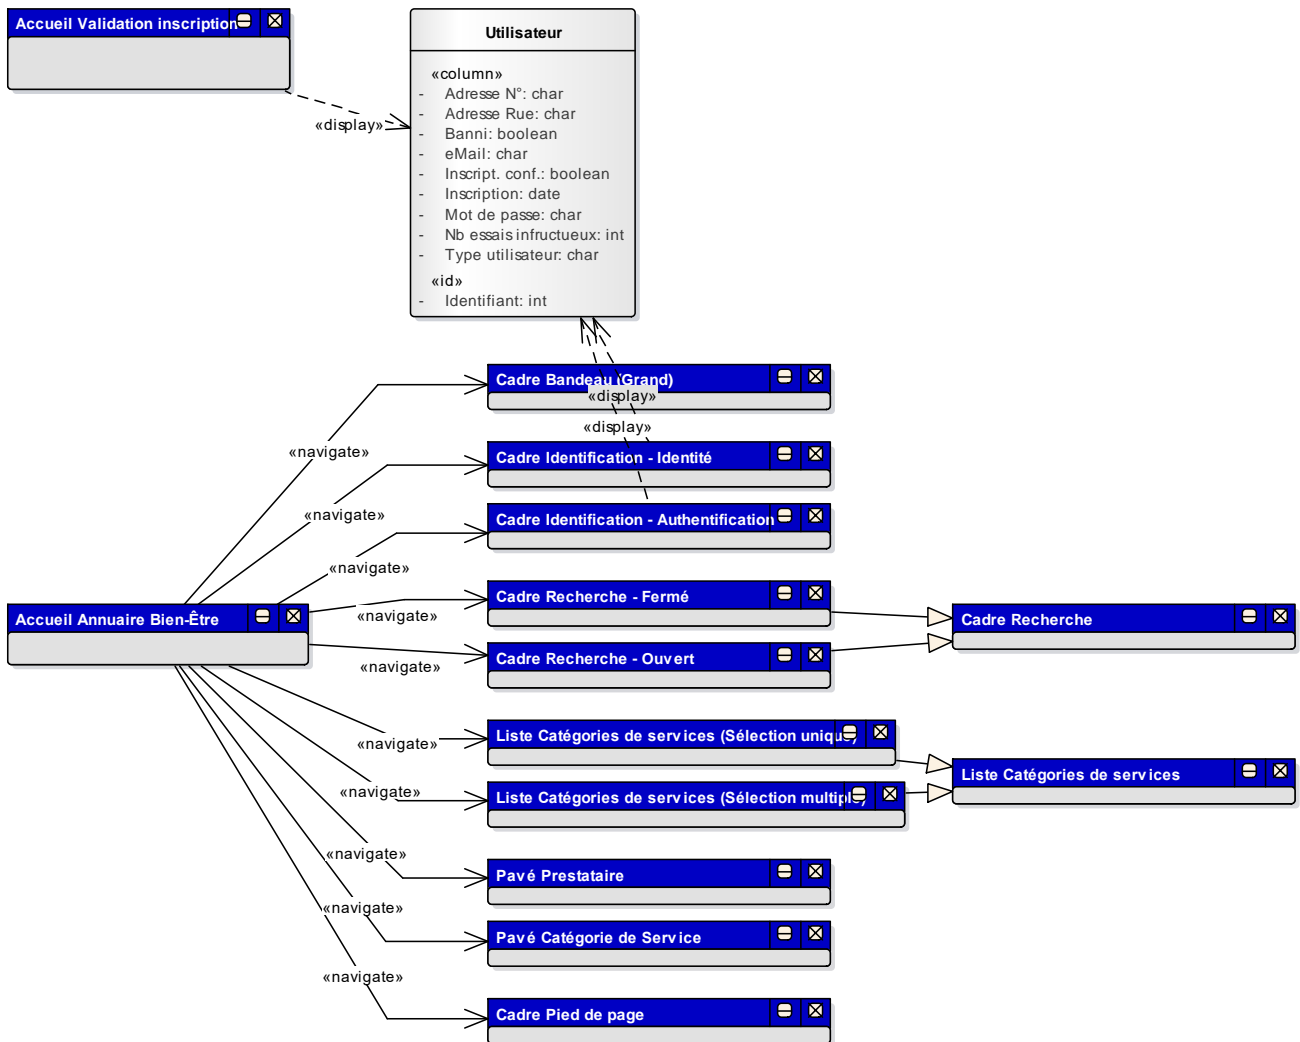 Accueil Validation inscription
Utilisateur
«column»
- Adresse N°: char
- Adresse Rue: char
- Banni: boolean
- eMail: char
- Inscript. conf.: boolean
- Inscription: date
- Mot de passe: char
- Nb essais infructueux: int
- Type utilisateur: char
«id»
- Identifiant: int
«display»
Cadre Bandeau (Grand)
«display»
«display»
«navigate»
Cadre Identification - Identité
«navigate»
Cadre Identification - Authentification
«navigate»
Cadre Recherche - Fermé
«navigate»
Accueil Annuaire Bien-Être
Cadre Recherche
Cadre Recherche - Ouvert
«navigate»
Liste Catégories de services (Sélection unique)
«navigate»
Liste Catégories de services
Liste Catégories de services (Sélection multiple)
«navigate»
«navigate»
Pavé Prestataire
«navigate»
Pavé Catégorie de Service
«navigate»
Cadre Pied de page